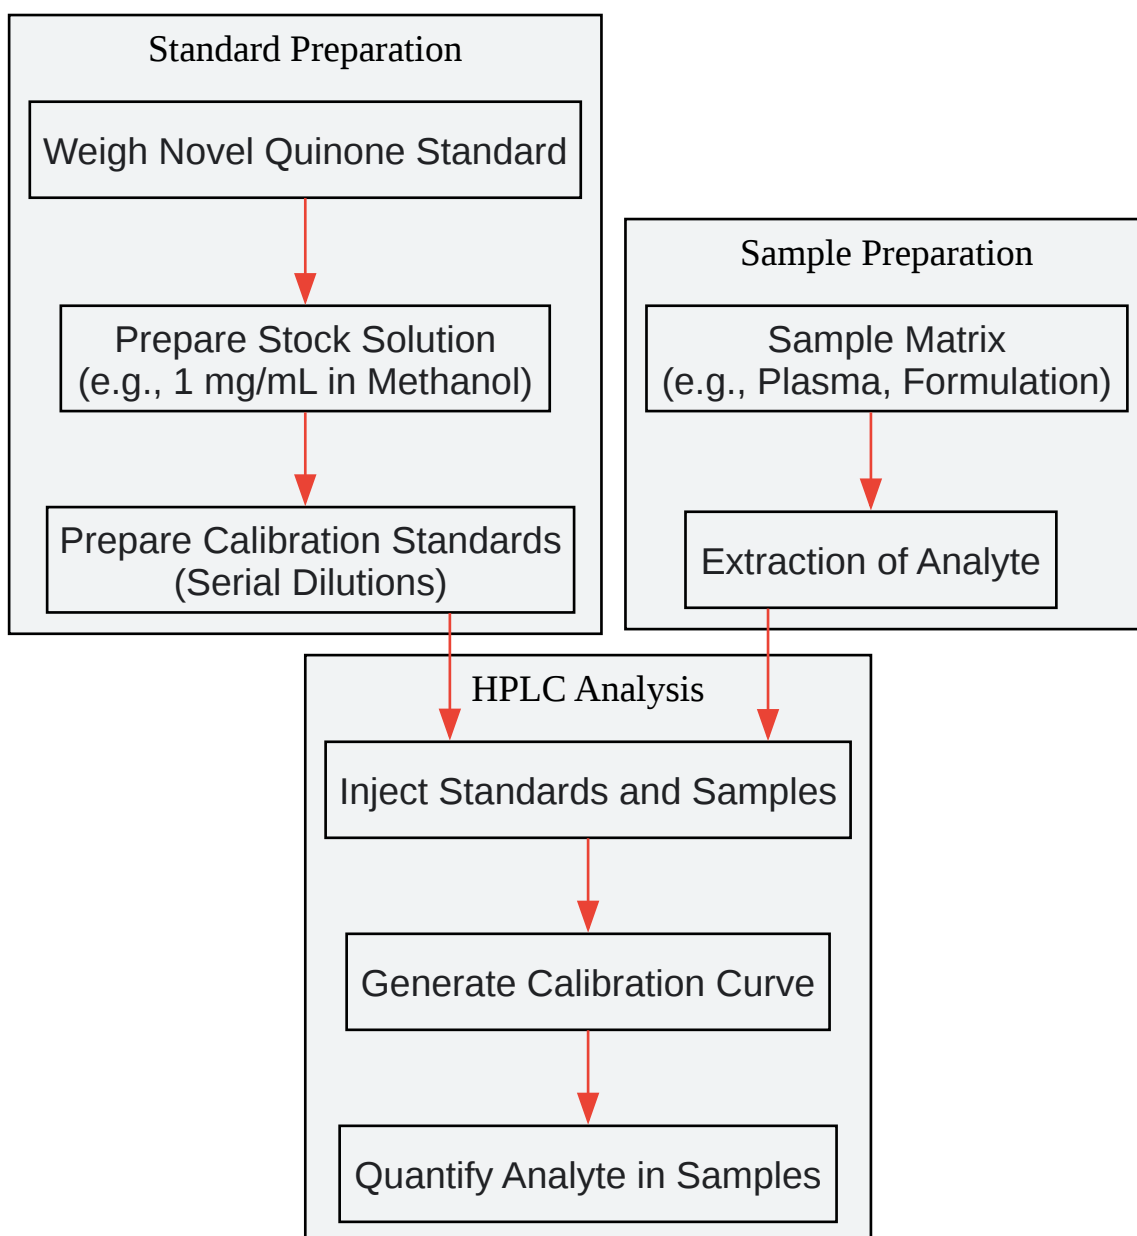 Standard Preparation
Weigh Novel Quinone Standard
Prepare Stock Solution
(e.g., 1 mg/mL in Methanol)
Prepare Calibration Standards
(Serial Dilutions)
Sample Preparation
Sample Matrix
(e.g., Plasma, Formulation)
Extraction of Analyte
HPLC Analysis
Inject Standards and Samples
Generate Calibration Curve
Quantify Analyte in Samples